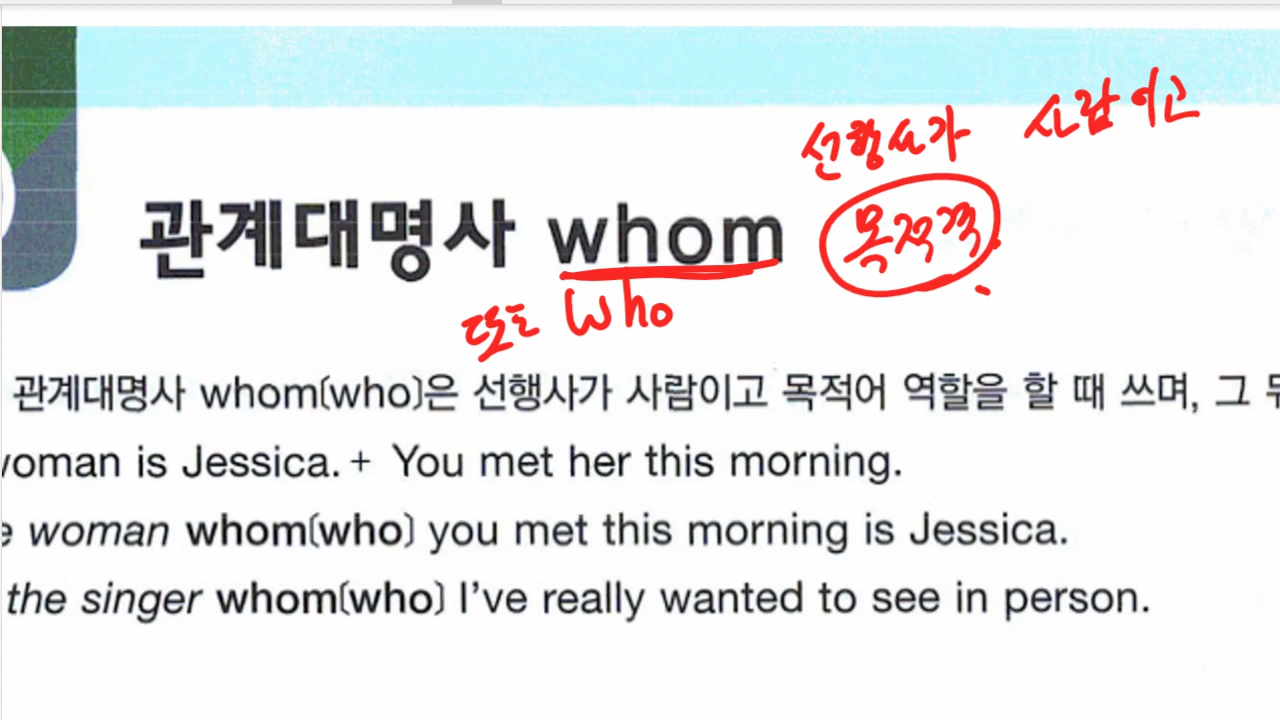 선행사가 사람이고
관계대명사 whom 목적격.
또는 who
관계대명사 whom(who)은 선행사가 사람이고 목적어 역할을 할 때 쓰며, 그
woman is Jessica. + You met her this morning.
e woman whom(who) you met this morning is Jessica.
the singer whom(who) I've really wanted to see in person.